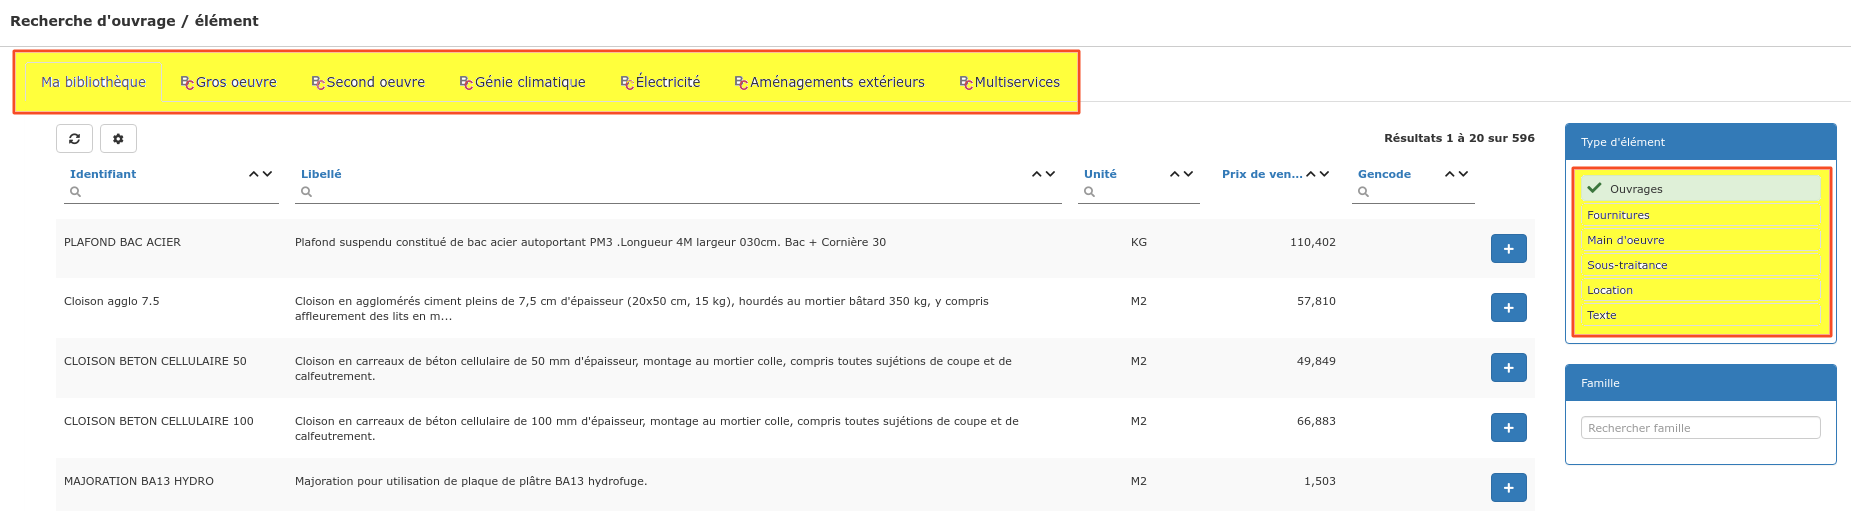 Recherche d'ouvrage / élément
Ma bibliothèque BC Gros oeuvre BC Second oeuvre BC Génie climatique BC Électricité BC Aménagements extérieurs BC Multiservices
Résultats 1 à 20 sur 596
Identifiant Libellé Unité Prix de ven... Gencode
PLAFOND BAC ACIER Plafond suspendu constitué de bac acier autoportant PM3 .Longueur 4M largeur 030cm. Bac + Cornière 30 KG 110,402 +
Cloison agglo 7.5 Cloison en agglomérés ciment pleins de 7,5 cm d'épaisseur (20x50 cm, 15 kg), hourdés au mortier bâtard 350 kg, y compris M2 57,810 +
affleurement des lits en m...
CLOISON BETON CELLULAIRE 50 Cloison en carreaux de béton cellulaire de 50 mm d'épaisseur, montage au mortier colle, compris toutes sujétions de coupe et de M2 49,849 +
calfeutrement.
CLOISON BETON CELLULAIRE 100 Cloison en carreaux de béton cellulaire de 100 mm d'épaisseur, montage au mortier colle, compris toutes sujétions de coupe et de M2 66,883 +
calfeutrement.
MAJORATION BA13 HYDRO Majoration pour utilisation de plaque de plâtre BA13 hydrofuge. M2 1,503 +
Type d'élément
Ouvrages
Fournitures
Main d'oeuvre
Sous-traitance
Location
Texte
Famille
Rechercher famille